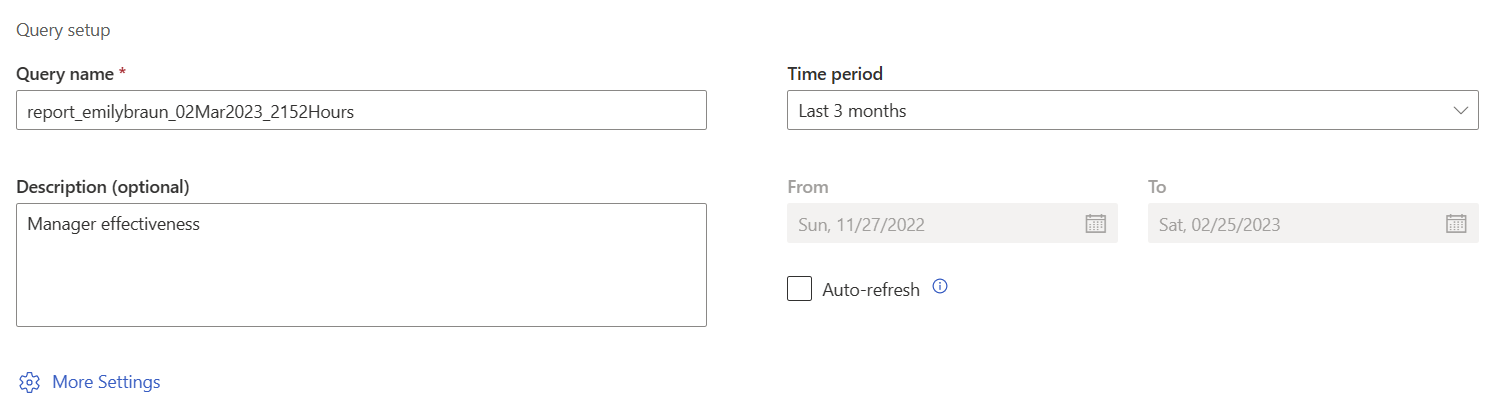 Query setup
Query name *
report_emilybraun_02Mar2023_2152Hours
Description (optional)
Manager effectiveness
More Settings
Time period
Last 3 months
From
To
Sun, 11/27/2022
Sat, 02/25/2023
Auto-refresh